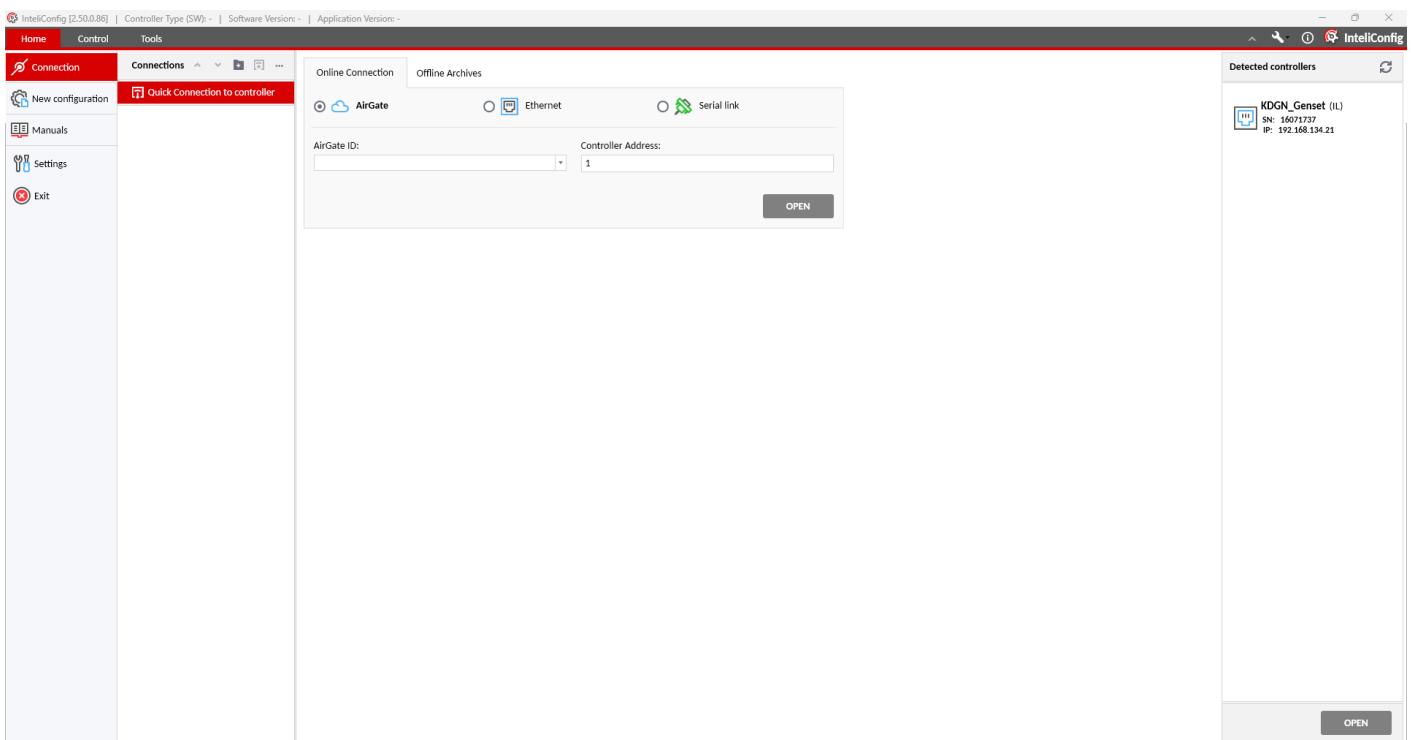 InteliConfig [2.50.0.86] | Controller Type (SW): - | Software Version: - | Application Version: -
Home Control Tools InteliConfig
Connection
New configuration
Manuals
Settings
Exit
Connections
Quick Connection to controller
Online Connection Offline Archives
AirGate Ethernet Serial link
AirGate ID: Controller Address:
1
OPEN
Detected controllers
KDGN_Genset (IL)
SN: 16071737
IP: 192.168.134.21
OPEN